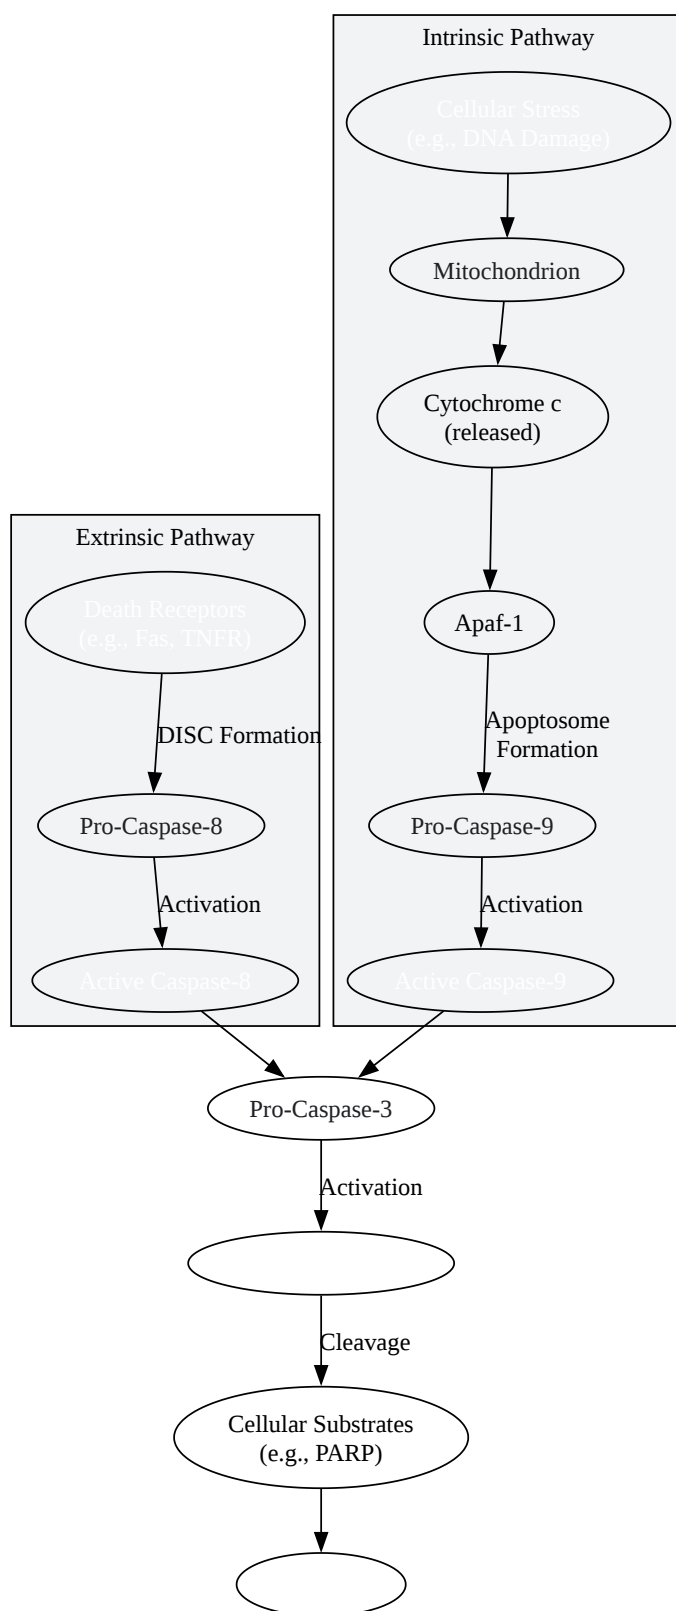 Intrinsic Pathway
Cellular Stress
(e.g., DNA Damage)
Mitochondrion
Cytochrome c
(released)
Extrinsic Pathway
Death Receptors
(e.g., Fas, TNFR)
Apaf-1
DISC Formation
Apoptosome
Formation
Pro-Caspase-8
Pro-Caspase-9
Activation
Activation
Active Caspase-8
Active Caspase-9
Pro-Caspase-3
Activation
Cleavage
Cellular Substrates
(e.g., PARP)